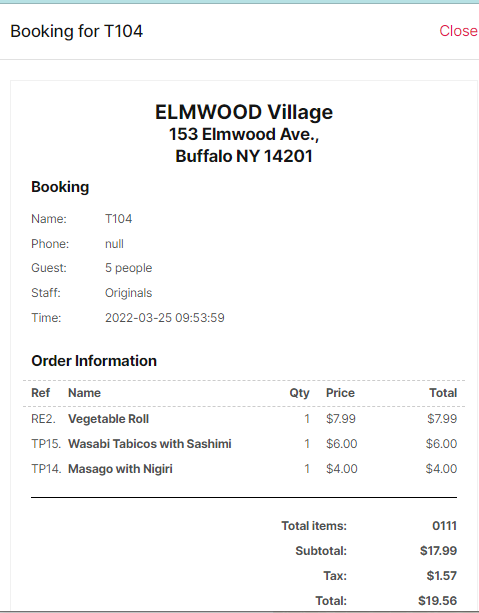 Booking for T104 Close
ELMWOOD Village
153 Elmwood Ave.,
Buffalo NY 14201
Booking
Name: T104
Phone: null
Guest: 5 people
Staff: Originals
Time: 2022-03-25 09:53:59
Order Information
Ref Name Qty Price Total
RE2. Vegetable Roll 1 $7.99 $7.99
TP15. Wasabi Tabicos with Sashimi 1 $6.00 $6.00
TP14. Masago with Nigiri 1 $4.00 $4.00
Total items: 0111
Subtotal: $17.99
Tax: $1.57
Total: $19.56